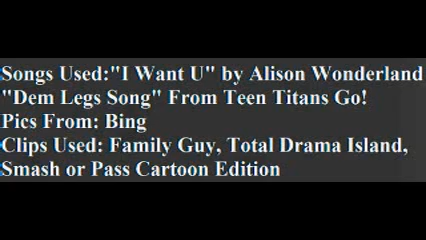 Songs Used:"I Want U" by Alison Wonderland
"Dem Legs Song" From Teen Titans Go!
Pics From: Bing
Clips Used: Family Guy, Total Drama Island,
Smash or Pass Cartoon Edition